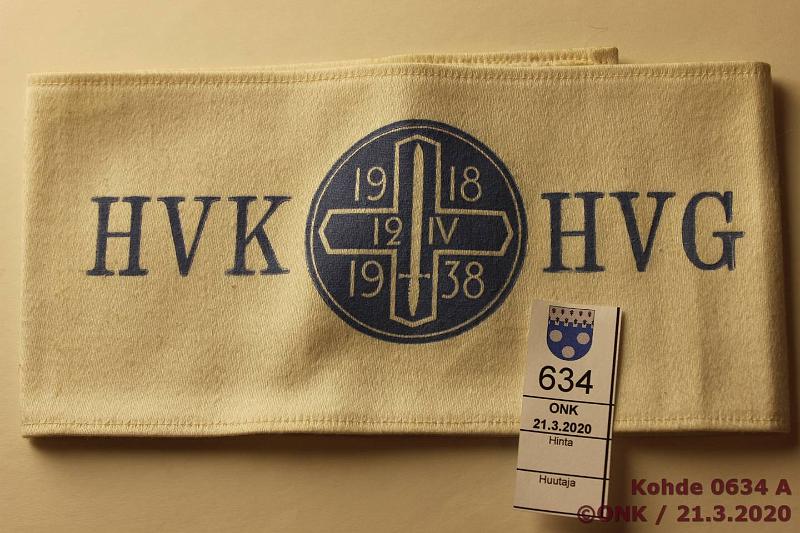 HVK
19 18
12 IV
19 38
HVG
634
ONK
21.3.2020
Hinta
Huutaja
Kohde 0634 A
©ONK / 21.3.2020